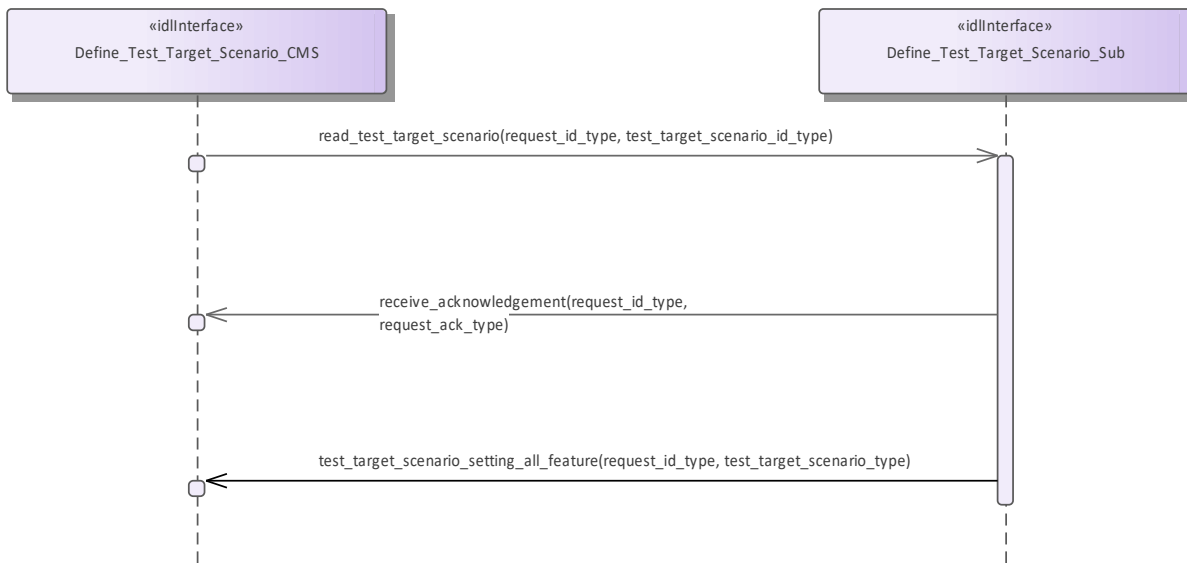 «idlInterface»
Define_Test_Target_Scenario_CMS
«idlInterface»
Define_Test_Target_Scenario_Sub
read_test_target_scenario(request_id_type, test_target_scenario_id_type)
receive_acknowledgement(request_id_type,
request_ack_type)
test_target_scenario_setting_all_feature(request_id_type, test_target_scenario_type)